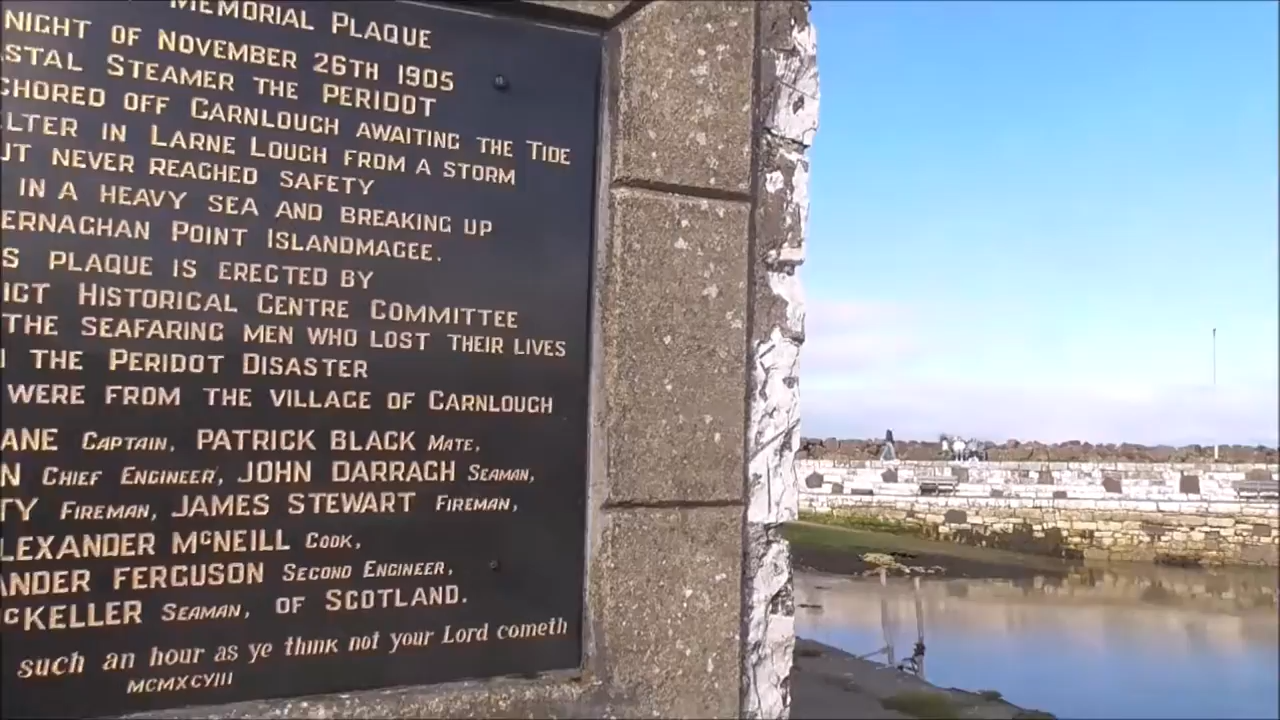 MEMORIAL PLAQUE
NIGHT OF NOVEMBER 26TH 1905
STAL STEAMER THE PERIDOT
CHORED OFF CARNLOUGH AWAITING THE TIDE
LTER IN LARNE LOUGH FROM A STORM
UT NEVER REACHED SAFETY
IN A HEAVY SEA AND BREAKING UP
ERNAGHAN POINT ISLANDMAGEE.
S PLAQUE IS ERECTED BY
ICT HISTORICAL CENTRE COMMITTEE
THE SEAFARING MEN WHO LOST THEIR LIVES
THE PERIDOT DISASTER
WERE FROM THE VILLAGE OF CARNLOUGH
ANE CAPTAIN, PATRICK BLACK MATE,
N CHIEF ENGINEER, JOHN DARRAGH SEAMAN,
TY FIREMAN, JAMES STEWART FIREMAN,
LEXANDER McNEILL COOK,
ANDER FERGUSON SECOND ENGINEER,
cKELLER SEAMAN, OF SCOTLAND.
such an hour as ye think not your Lord cometh
MCMXCVIII